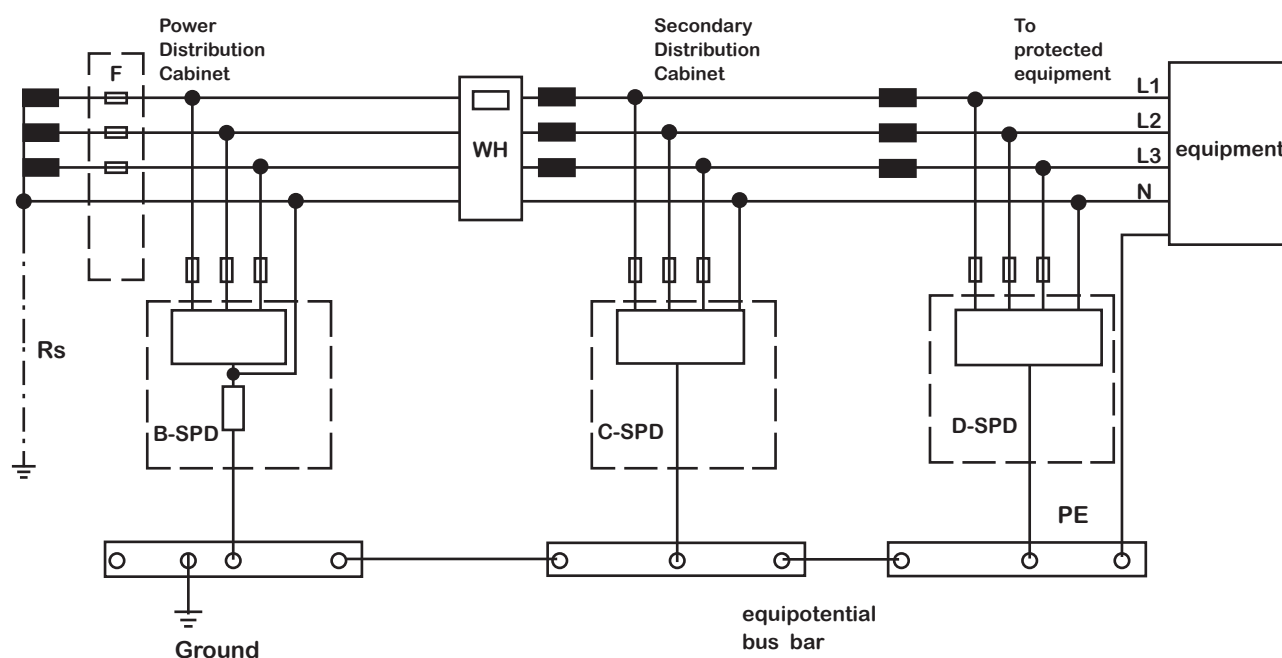 Power
Distribution
Cabinet
Secondary
Distribution
Cabinet
To
protected
equipment
F
L1
L2
L3
N
WH
equipment
Rs
B-SPD
C-SPD
D-SPD
PE
Ground
equipotential
bus bar